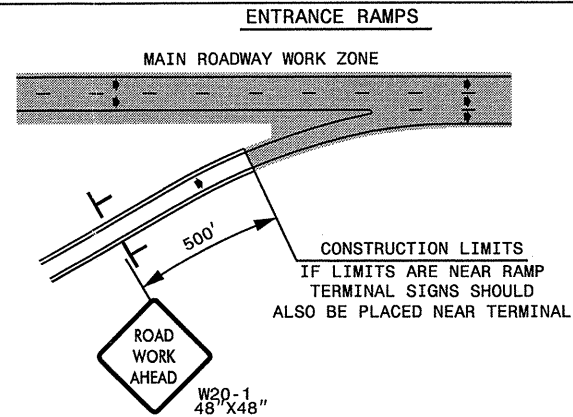 ENTRANCE RAMPS
MAIN ROADWAY WORK ZONE
500'
CONSTRUCTION LIMITS
IF LIMITS ARE NEAR RAMP
TERMINAL SIGNS SHOULD
ALSO BE PLACED NEAR TERMINAL
ROAD
WORK
AHEAD
W20-1
48"X48"